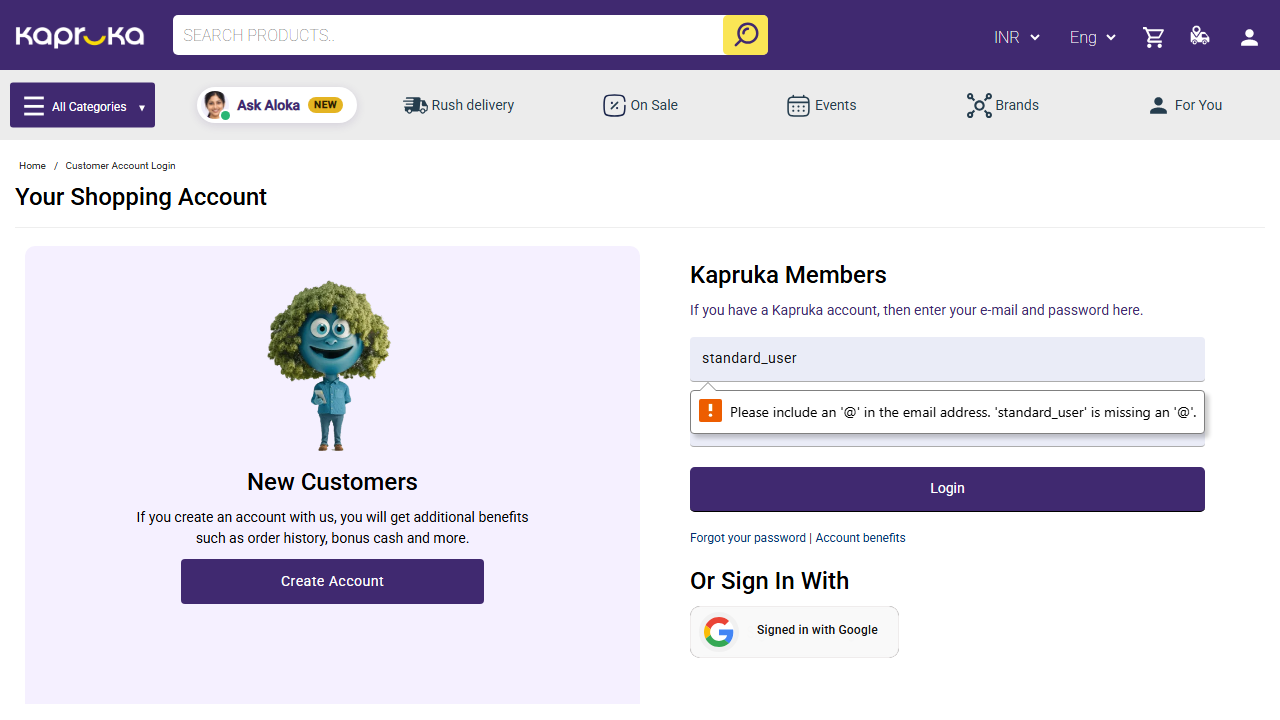 Kapruka
SEARCH PRODUCTS..
INR
Eng
All Categories
Ask Aloka NEW
Rush delivery
On Sale
Events
Brands
For You
Home / Customer Account Login
Your Shopping Account
New Customers
If you create an account with us, you will get additional benefits
such as order history, bonus cash and more.
Create Account
Kapruka Members
If you have a Kapruka account, then enter your e-mail and password here.
standard_user
Please include an '@' in the email address. 'standard_user' is missing an '@'.
Login
Forgot your password | Account benefits
Or Sign In With
Signed in with Google